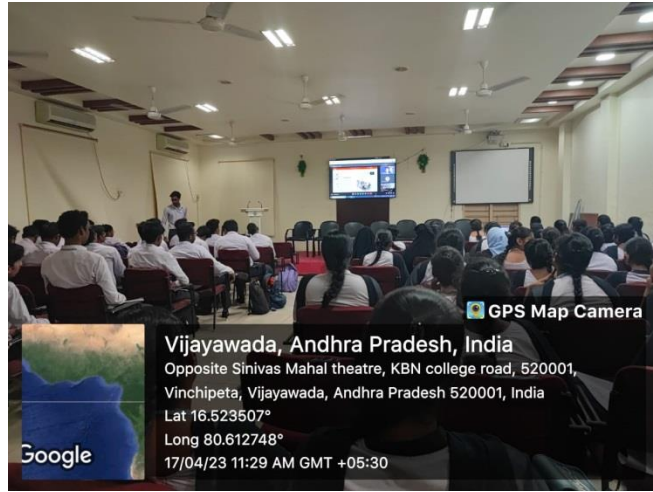 GPS Map Camera
Vijayawada, Andhra Pradesh, India
Opposite Sinivas Mahal theatre, KBN college road, 520001,
Vinchipeta, Vijayawada, Andhra Pradesh 520001, India
Lat 16.523507°
Long 80.612748°
17/04/23 11:29 AM GMT +05:30
Google